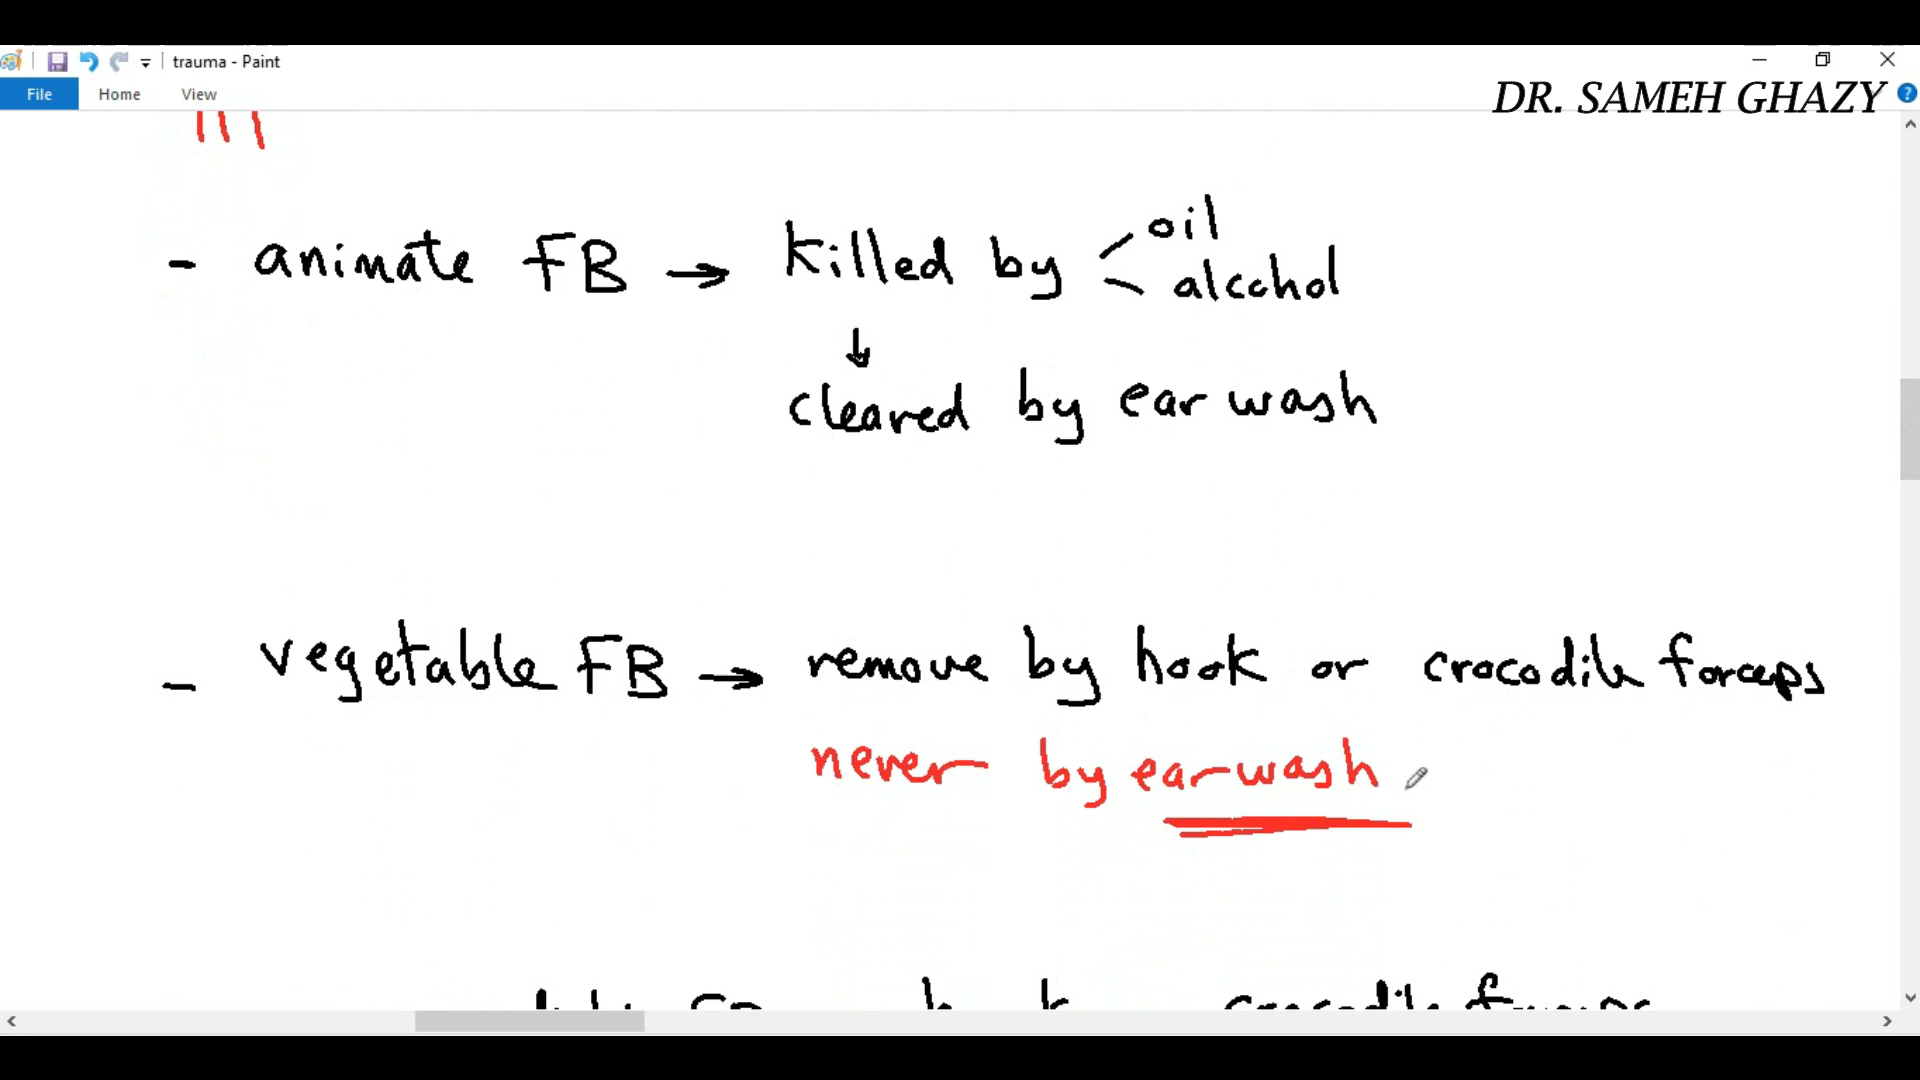 trauma - Paint
File Home View
DR. SAMEH GHAZY
- animate FB → killed by oil
alcohol
↓
cleared by ear wash
- vegetable FB → remove by hook or crocodile forceps
never by ear wash